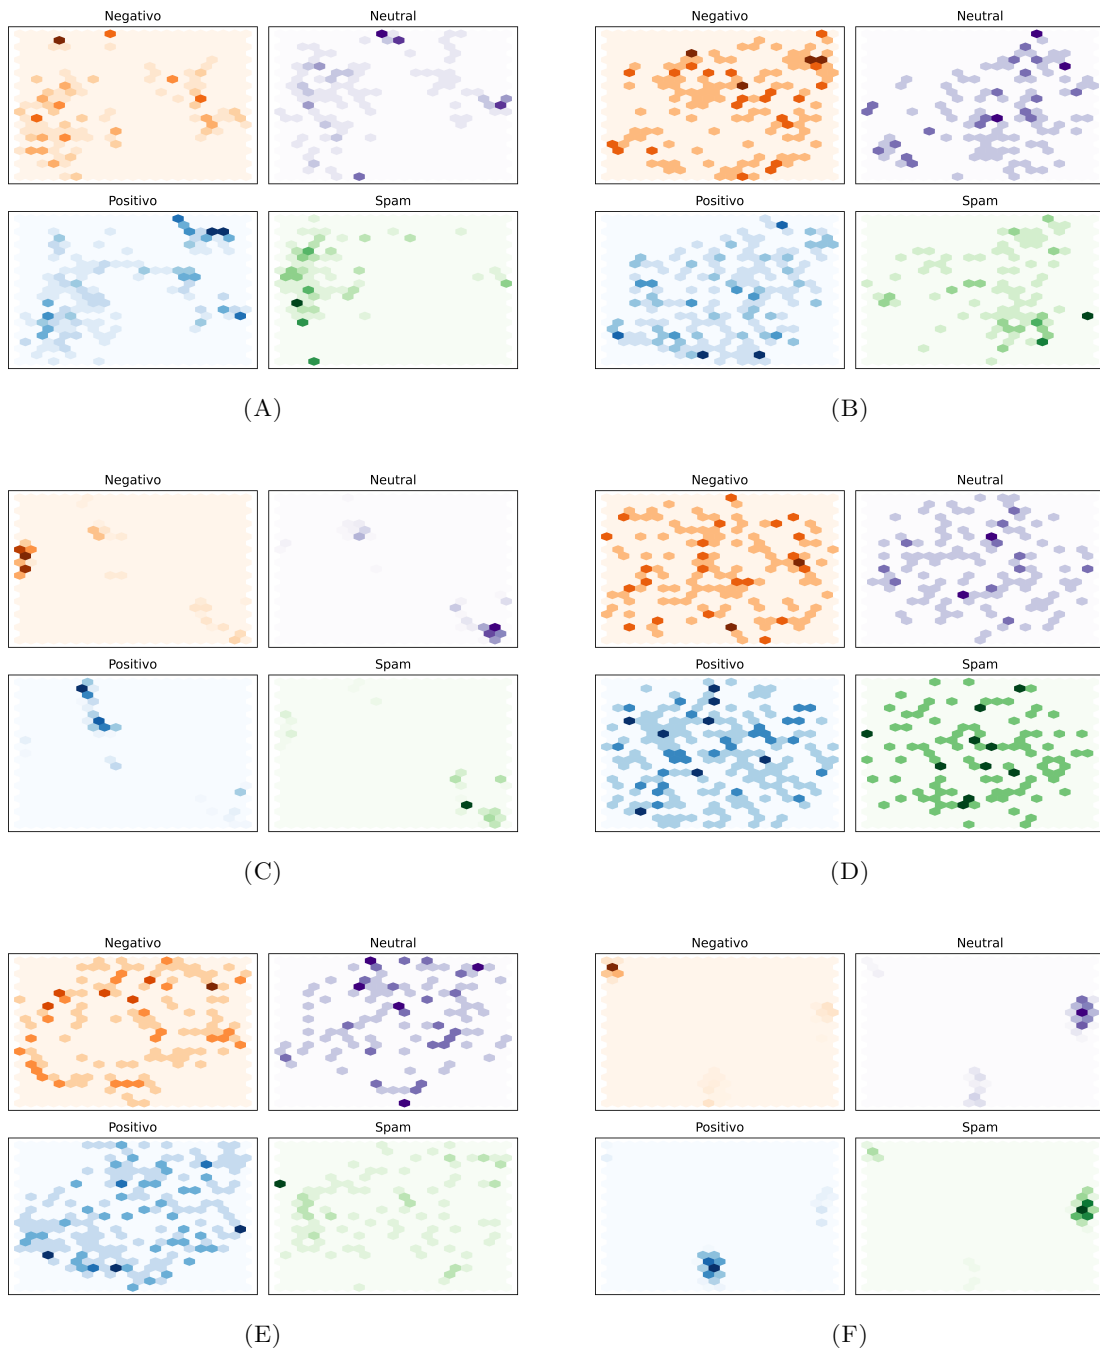 Negativo
Neutral
Positivo
Spam
(A)
Negativo
Neutral
Positivo
Spam
(B)
Negativo
Neutral
Positivo
Spam
(C)
Negativo
Neutral
Positivo
Spam
(D)
Negativo
Neutral
Positivo
Spam
(E)
Negativo
Neutral
Positivo
Spam
(F)